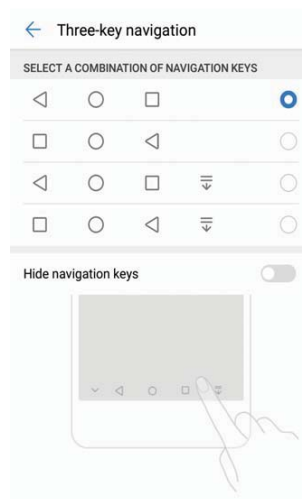 Three-key navigation
SELECT A COMBINATION OF NAVIGATION KEYS
Hide navigation keys